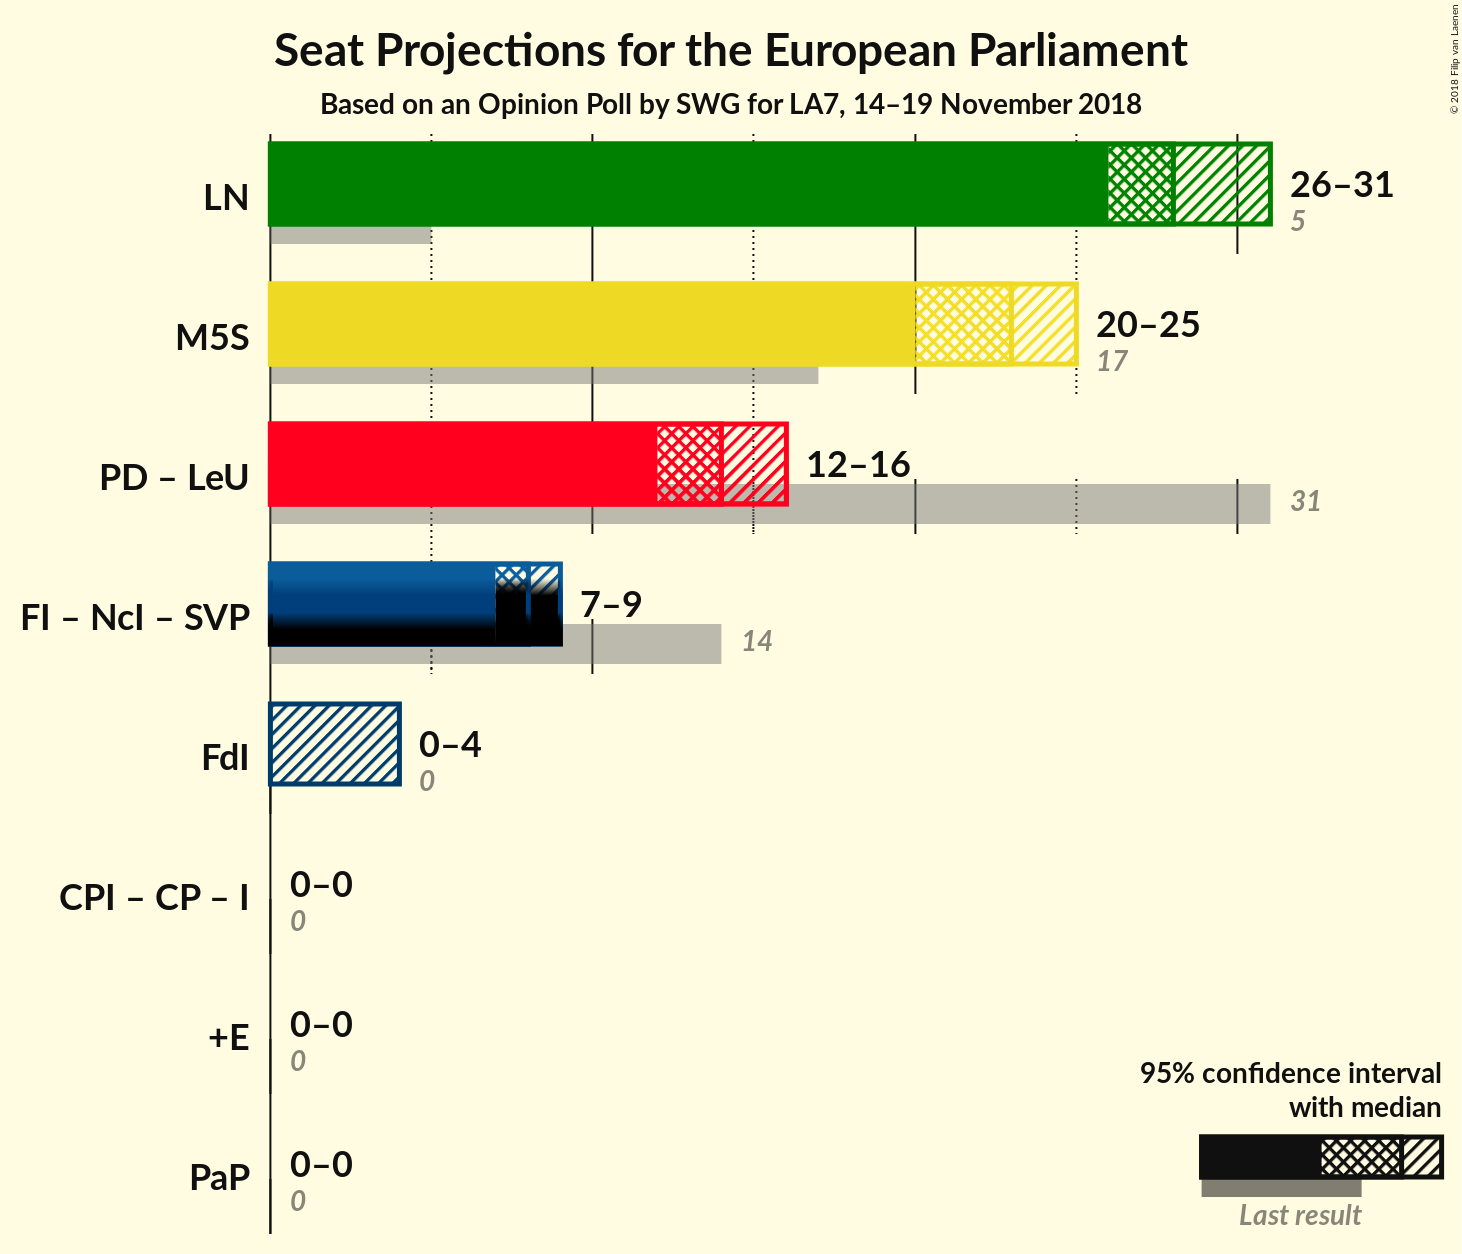 Seat Projections for the European Parliament
Based on an Opinion Poll by SWG for LA7, 14–19 November 2018
© 2018 Filip van Laenen
LN
26–31
5
M5S
20–25
17
PD – LeU
12–16
31
FI – NcI – SVP
7–9
14
FdI
0–4
0
CPI – CP – I
0–0
0
+E
0–0
0
PaP
0–0
0
95% confidence interval
with median
Last result